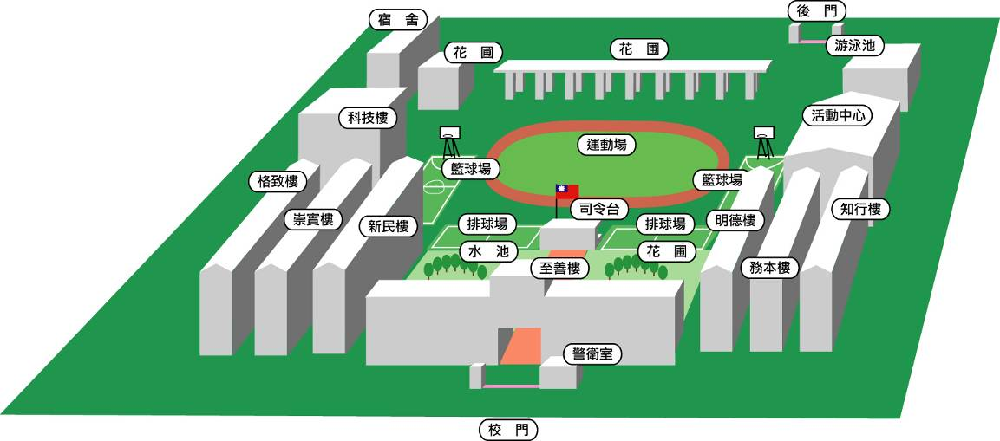 後　門
宿　舍
游泳池
花　圃
花　圃
科技樓
活動中心
運動場
籃球場
籃球場
格致樓
崇實樓
新民樓
司令台
知行樓
明德樓
排球場
排球場
水　池
花　圃
至善樓
務本樓
警衛室
校　門